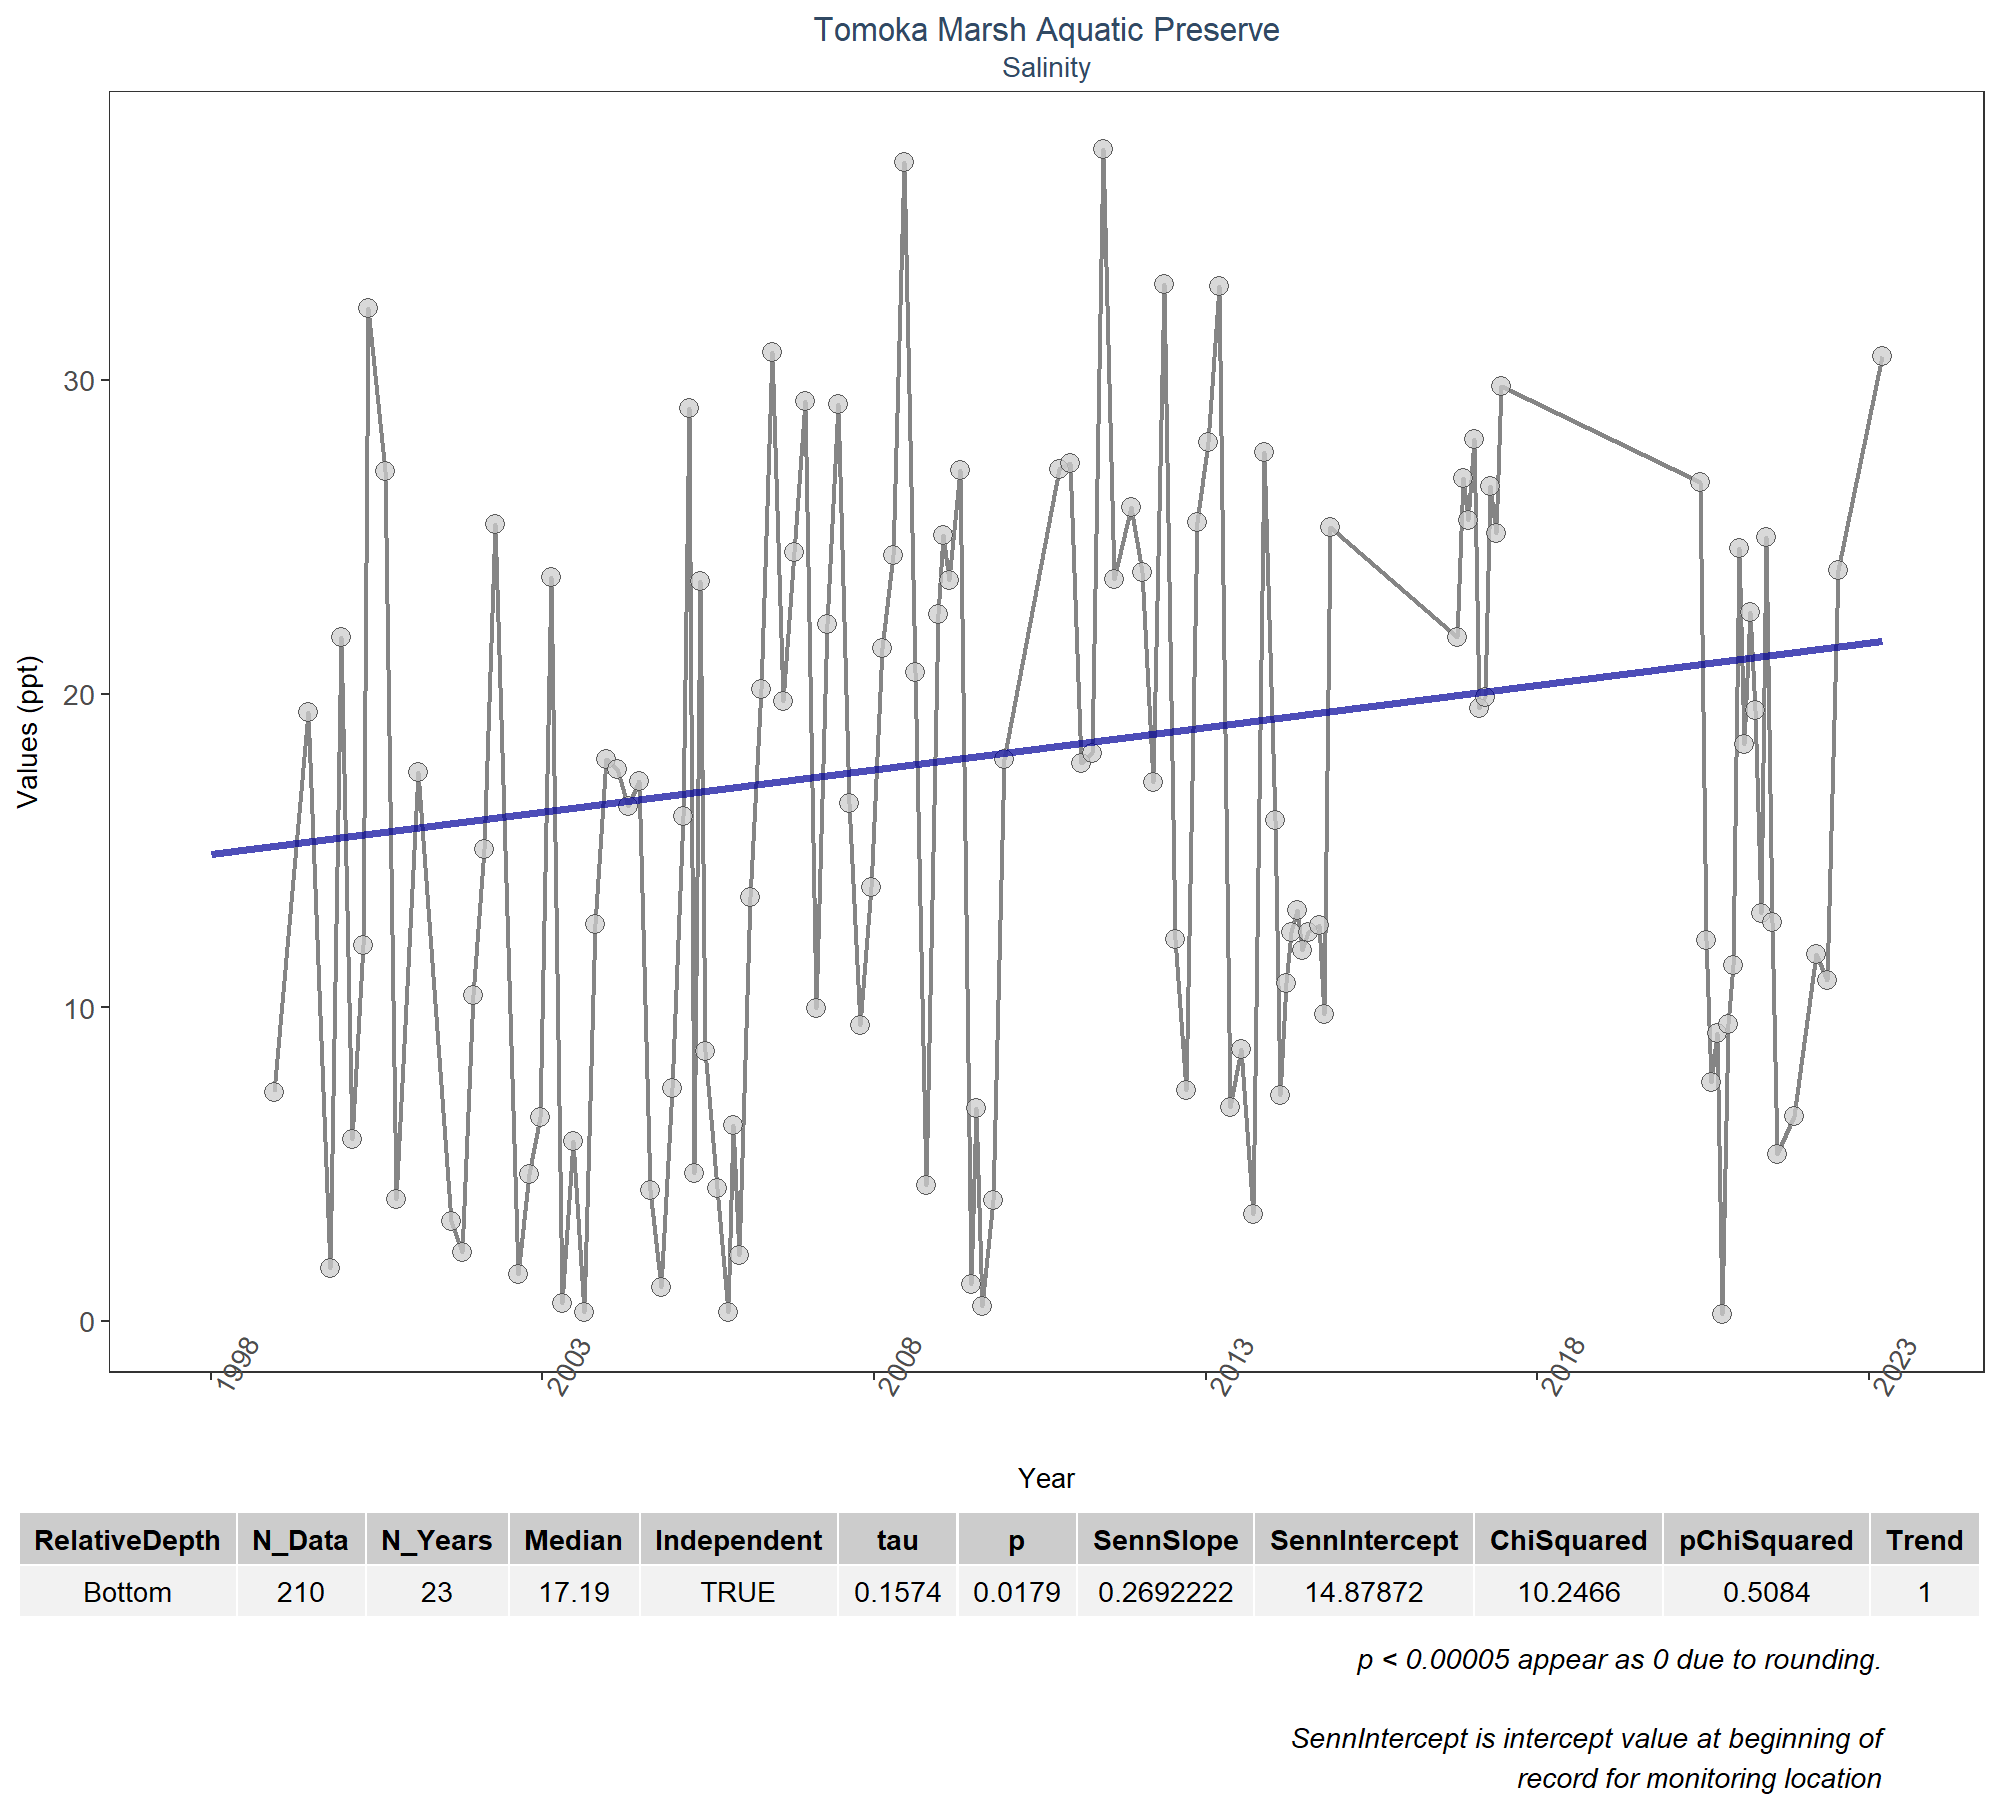 Tomoka Marsh Aquatic Preserve
Salinity
Values (ppt)
30
20
10
0
1998
2003
2008
2013
2018
2023
Year
RelativeDepth N_Data N_Years Median Independent tau p SennSlope SennIntercept ChiSquared pChiSquared Trend
Bottom 210 23 17.19 TRUE 0.1574 0.0179 0.2692222 14.87872 10.2466 0.5084 1
p < 0.00005 appear as 0 due to rounding.
SennIntercept is intercept value at beginning of
record for monitoring location